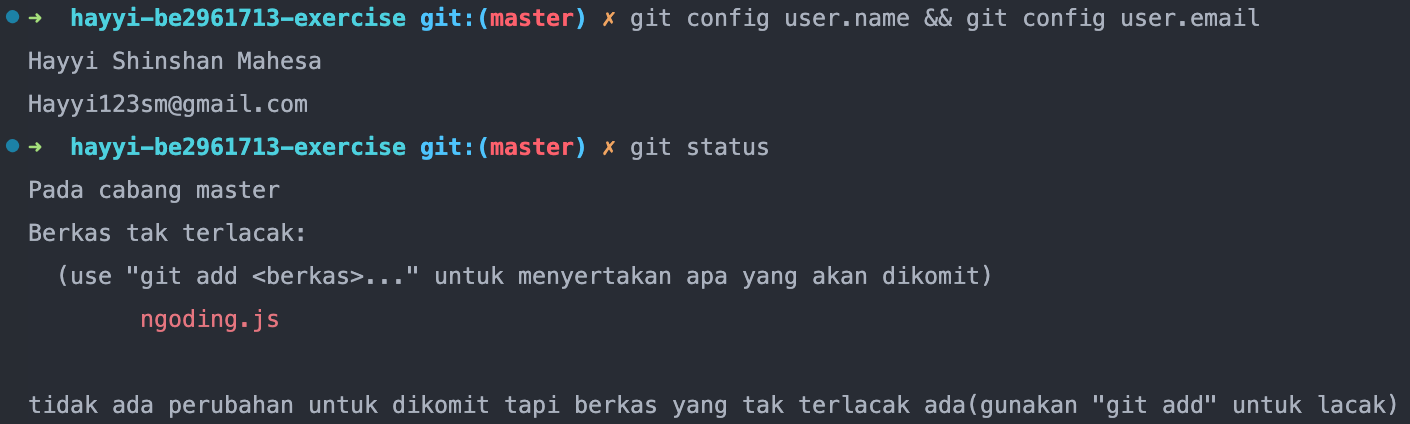 ➜ hayyi-be2961713-exercise git:(master) ✗ git config user.name && git config user.email
Hayyi Shinshan Mahesa
Hayyi123sm@gmail.com
➜ hayyi-be2961713-exercise git:(master) ✗ git status
Pada cabang master
Berkas tak terlacak:
(use "git add <berkas>..." untuk menyertakan apa yang akan dikomit)
ngoding.js
tidak ada perubahan untuk dikomit tapi berkas yang tak terlacak ada(gunakan "git add" untuk lacak)